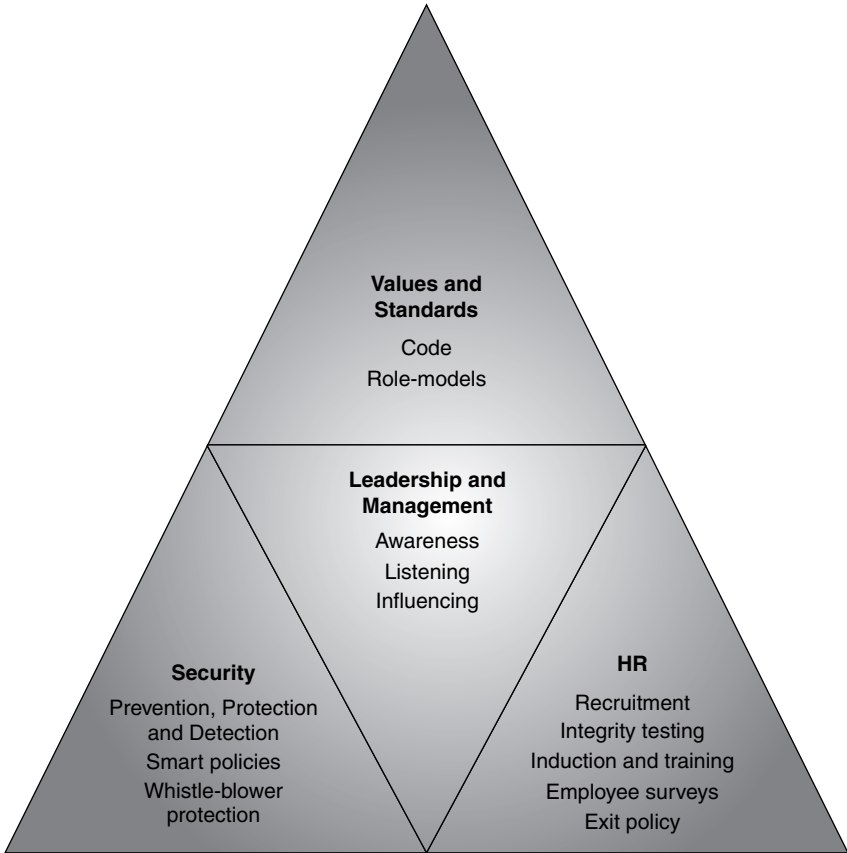 Values and
Standards
Code
Role-models
Leadership and
Management
Awareness
Listening
Influencing
Security
Prevention, Protection
and Detection
Smart policies
Whistle-blower
protection
HR
Recruitment
Integrity testing
Induction and training
Employee surveys
Exit policy